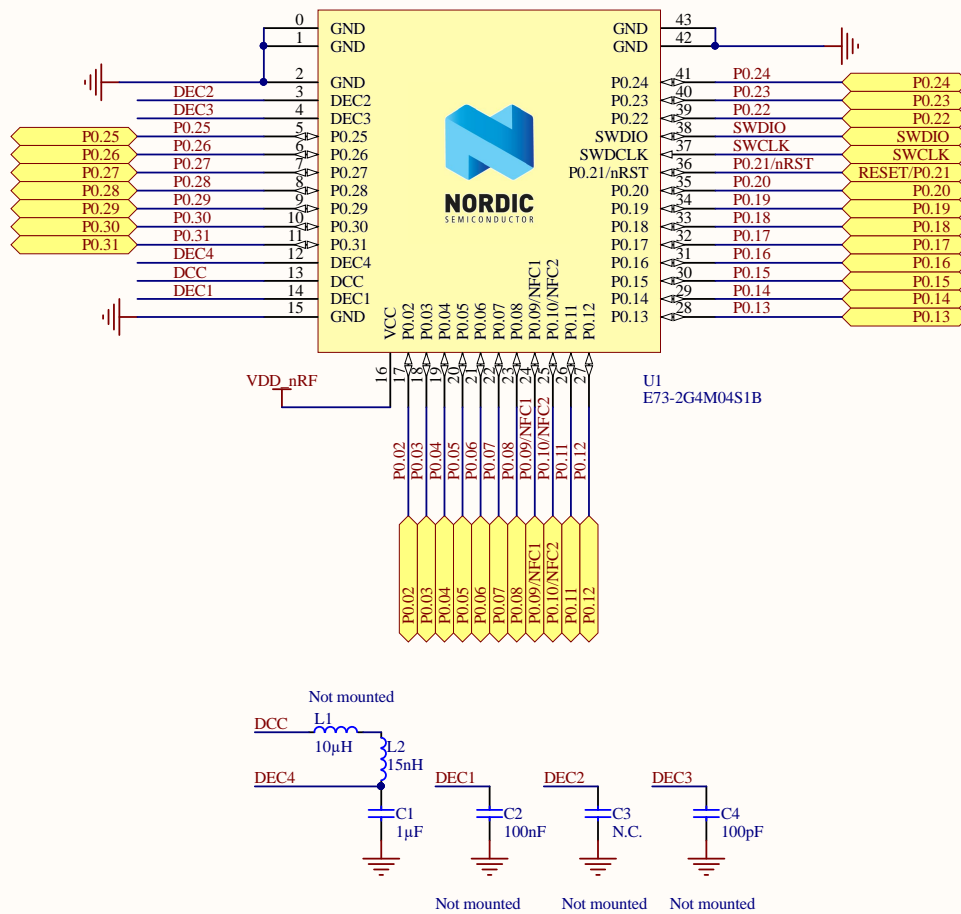 0 GND GND 43
1 GND GND 42
2 GND P0.24 41 P0.24 P0.24
DEC2 3 DEC2 P0.23 40 P0.23 P0.23
DEC3 4 DEC3 P0.22 39 P0.22 P0.22
P0.25 P0.25 5 P0.25 SWDIO 38 SWDIO SWDIO
P0.26 P0.26 6 P0.26 SWDCLK 37 SWCLK SWCLK
P0.27 P0.27 7 P0.27 P0.21/nRST 36 P0.21/nRST RESET/P0.21
P0.28 P0.28 8 P0.28 P0.20 35 P0.20 P0.20
P0.29 P0.29 9 P0.29 P0.19 34 P0.19 P0.19
P0.30 P0.30 10 P0.30 P0.18 33 P0.18 P0.18
P0.31 P0.31 11 P0.31 P0.17 32 P0.17 P0.17
DEC4 12 DEC4 P0.16 31 P0.16 P0.16
DCC 13 DCC P0.15 30 P0.15 P0.15
DEC1 14 DEC1 P0.14 29 P0.14 P0.14
15 GND P0.13 28 P0.13 P0.13
NORDIC
SEMICONDUCTOR
VCC P0.02 P0.03 P0.04 P0.05 P0.06 P0.07 P0.08 P0.09/NFC1 P0.10/NFC2 P0.11 P0.12
16 17 18 19 20 21 22 23 24 25 26 27
VDD_nRF
U1
E73-2G4M04S1B
P0.02 P0.03 P0.04 P0.05 P0.06 P0.07 P0.08 P0.09/NFC1 P0.10/NFC2 P0.11 P0.12
P0.02 P0.03 P0.04 P0.05 P0.06 P0.07 P0.08 P0.09/NFC1 P0.10/NFC2 P0.11 P0.12
Not mounted
DCC L1
10µH
L2
15nH
DEC4 DEC1 DEC2 DEC3
C1 C2 C3 C4
1µF 100nF N.C. 100pF
Not mounted Not mounted Not mounted